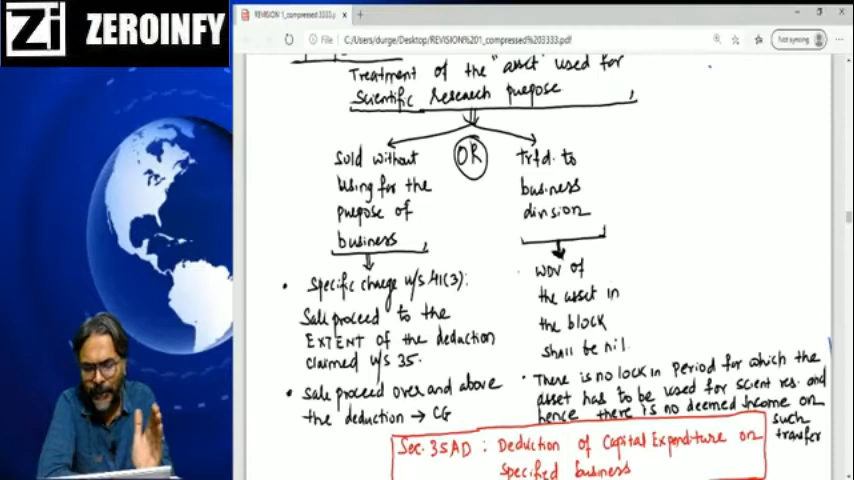 Zi ZEROINFY
REVISION 1_compressed 3333.pdf
File C:/Users/durge/Desktop/REVISION%201_compressed%203333.pdf
Not syncing
Treatment of the "asset" used for
Scientific Research purpose
OR
Sold without
using for the
purpose of
business
Specific charge u/s 41(3):
Sale proceed to the
EXTENT of the deduction
claimed u/s 35.
Sale proceed over and above
the deduction → CG
trfd. to
business
division
WDV of
the asset in
the block
shall be nil.
There is no lock in period for which the
asset has to be used for scient res. and
hence there is no deemed income on
such
transfer
Sec. 35AD : Deduction of Capital Expenditure on
specified business